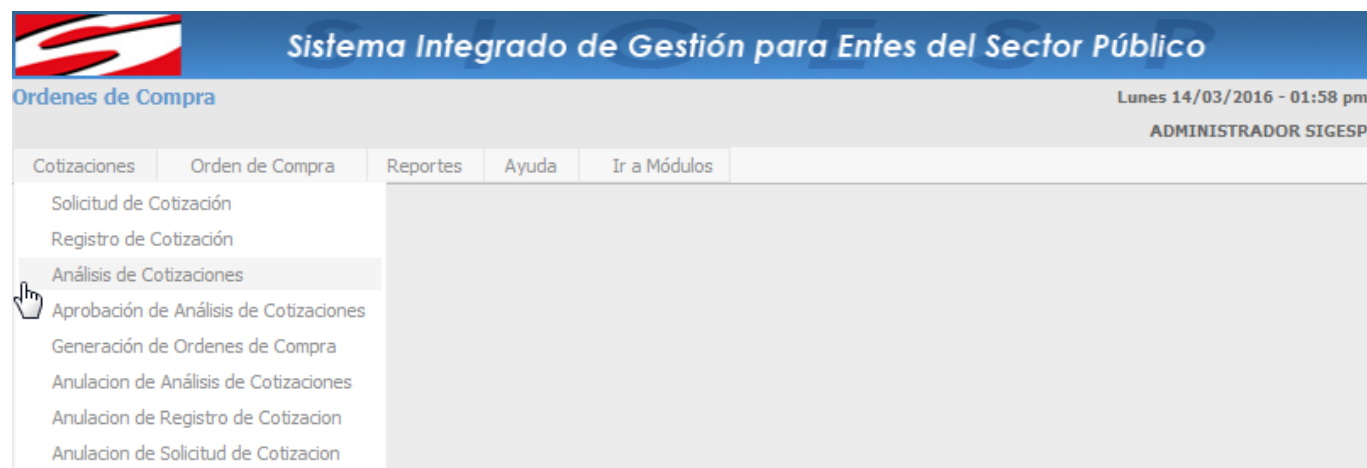 S I G E S P
Sistema Integrado de Gestión para Entes del Sector Público
Ordenes de Compra
Lunes 14/03/2016 - 01:58 pm
ADMINISTRADOR SIGESP
Cotizaciones Orden de Compra Reportes Ayuda Ir a Módulos
Solicitud de Cotización
Registro de Cotización
Análisis de Cotizaciones
Aprobación de Análisis de Cotizaciones
Generación de Ordenes de Compra
Anulacion de Análisis de Cotizaciones
Anulacion de Registro de Cotizacion
Anulacion de Solicitud de Cotizacion